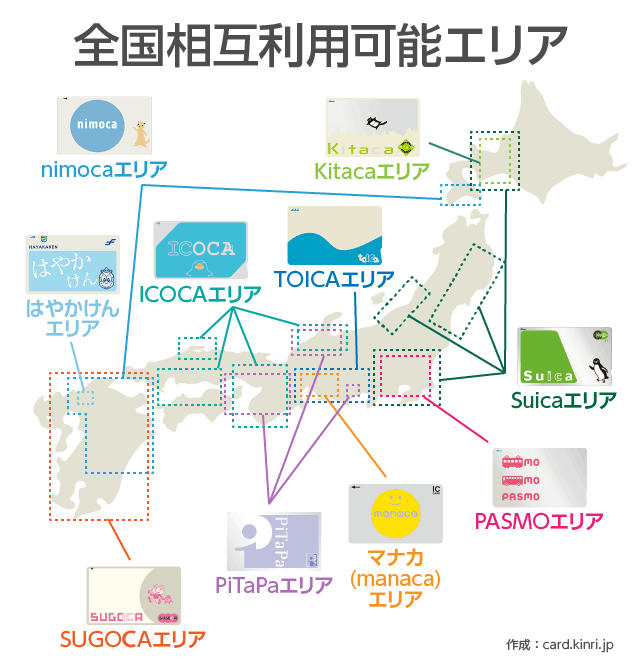 全国相互利用可能エリア
nimoca
nimocaエリア
Kitaca
Kitacaエリア
HAYAKAKEN
はやか
けん
はやかけん
エリア
ICOCA
ICOCAエリア
TOICA
TOICAエリア
Suica
Suicaエリア
PASMO
PASMOエリア
PiTaPa
PiTaPaエリア
IC
manaca
マナカ
(manaca)
エリア
SUGOCA
SUGOCAエリア
作成：card.kinri.jp